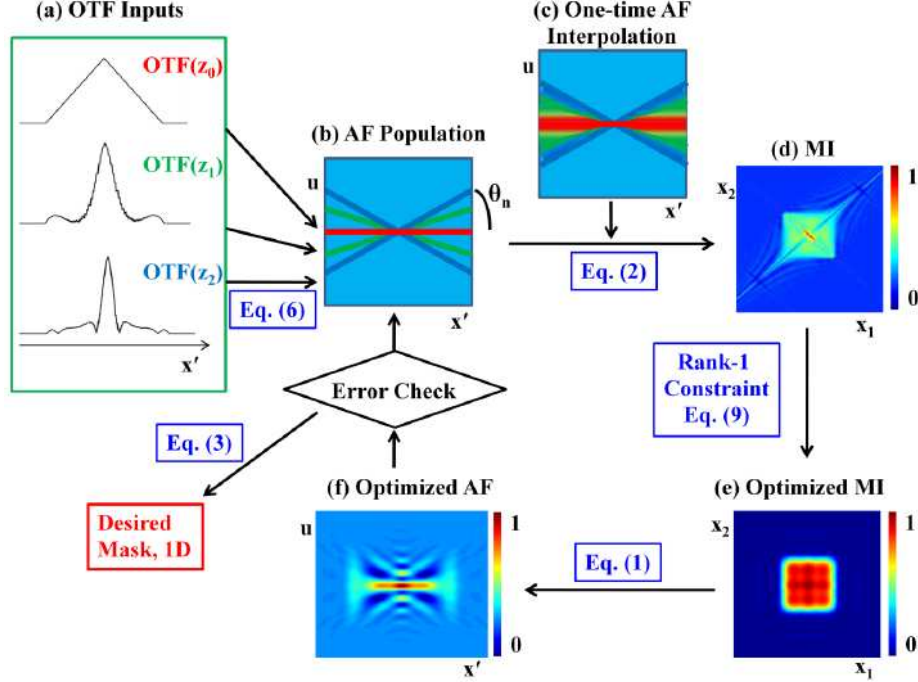 (a) OTF Inputs
OTF(z0)
OTF(z1)
OTF(z2)
x′
Eq. (6)
(b) AF Population
u
θn
x′
(c) One-time AF
Interpolation
u
x′
Eq. (2)
(d) MI
x2
1
0
x1
Rank-1
Constraint
Eq. (9)
(e) Optimized MI
x2
1
0
x1
Eq. (1)
(f) Optimized AF
u
1
0
x′
Error Check
Eq. (3)
Desired
Mask, 1D